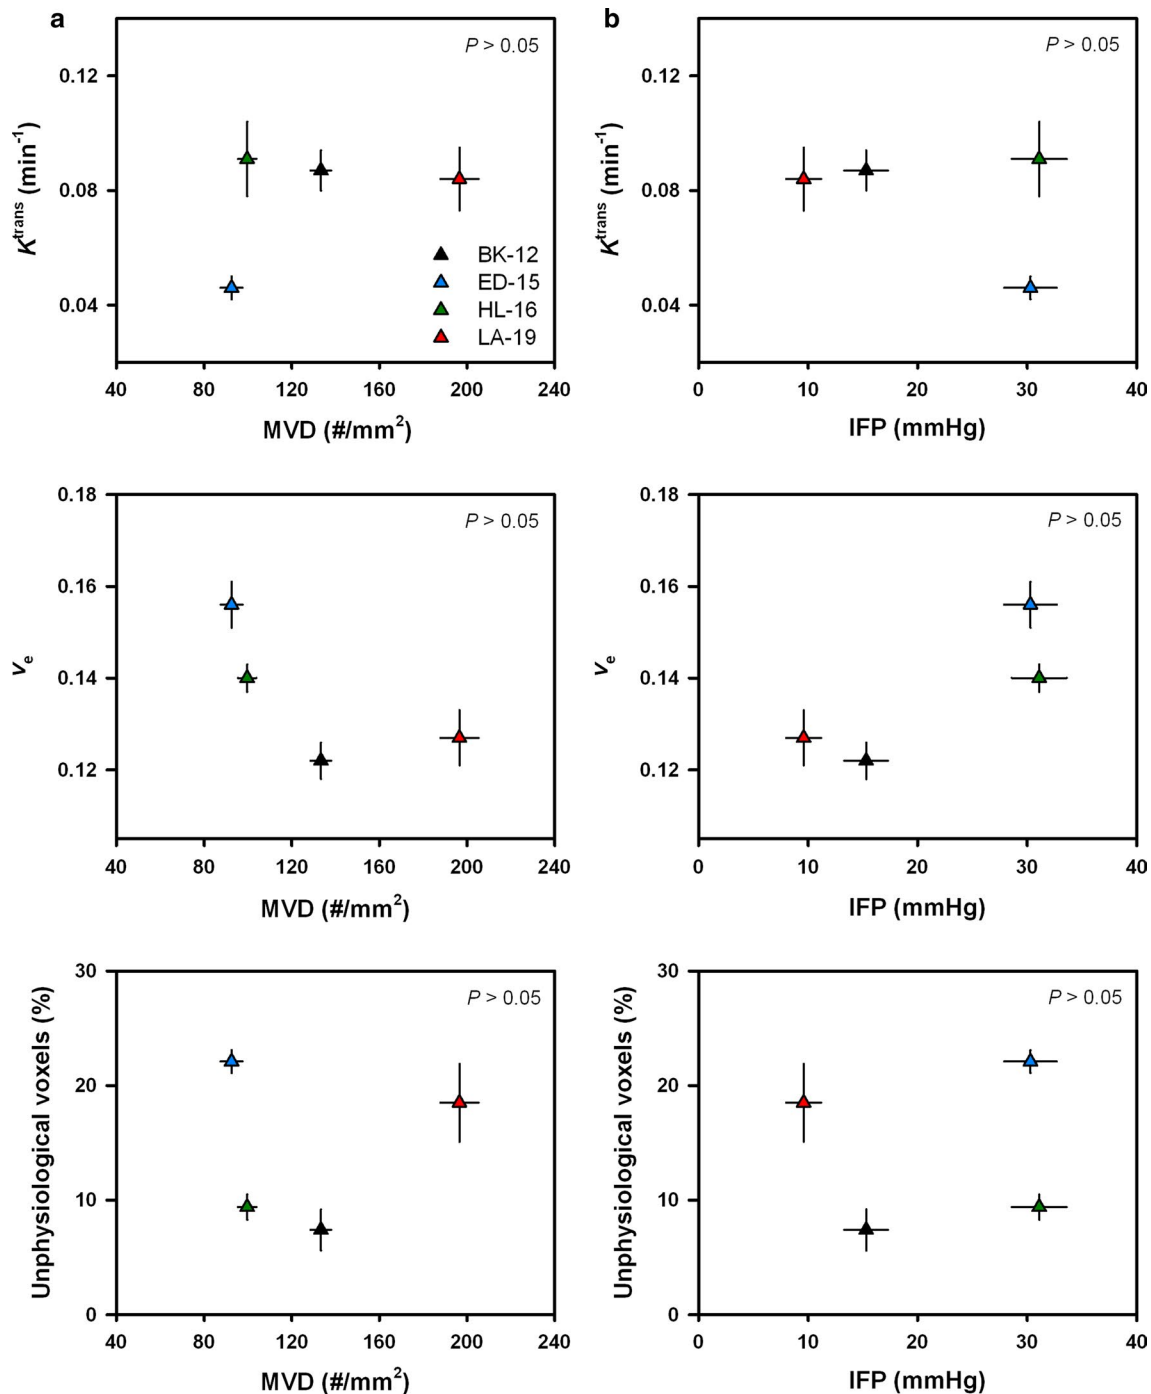 a
P > 0.05
0.12
0.08
0.04
Ktrans (min-1)
BK-12
ED-15
HL-16
LA-19
40 80 120 160 200 240
MVD (#/mm2)
b
P > 0.05
0.12
0.08
0.04
Ktrans (min-1)
0 10 20 30 40
IFP (mmHg)
P > 0.05
0.18
0.16
0.14
0.12
ve
40 80 120 160 200 240
MVD (#/mm2)
P > 0.05
0.18
0.16
0.14
0.12
ve
0 10 20 30 40
IFP (mmHg)
P > 0.05
30
20
10
0
Unphysiological voxels (%)
40 80 120 160 200 240
MVD (#/mm2)
P > 0.05
30
20
10
0
Unphysiological voxels (%)
0 10 20 30 40
IFP (mmHg)